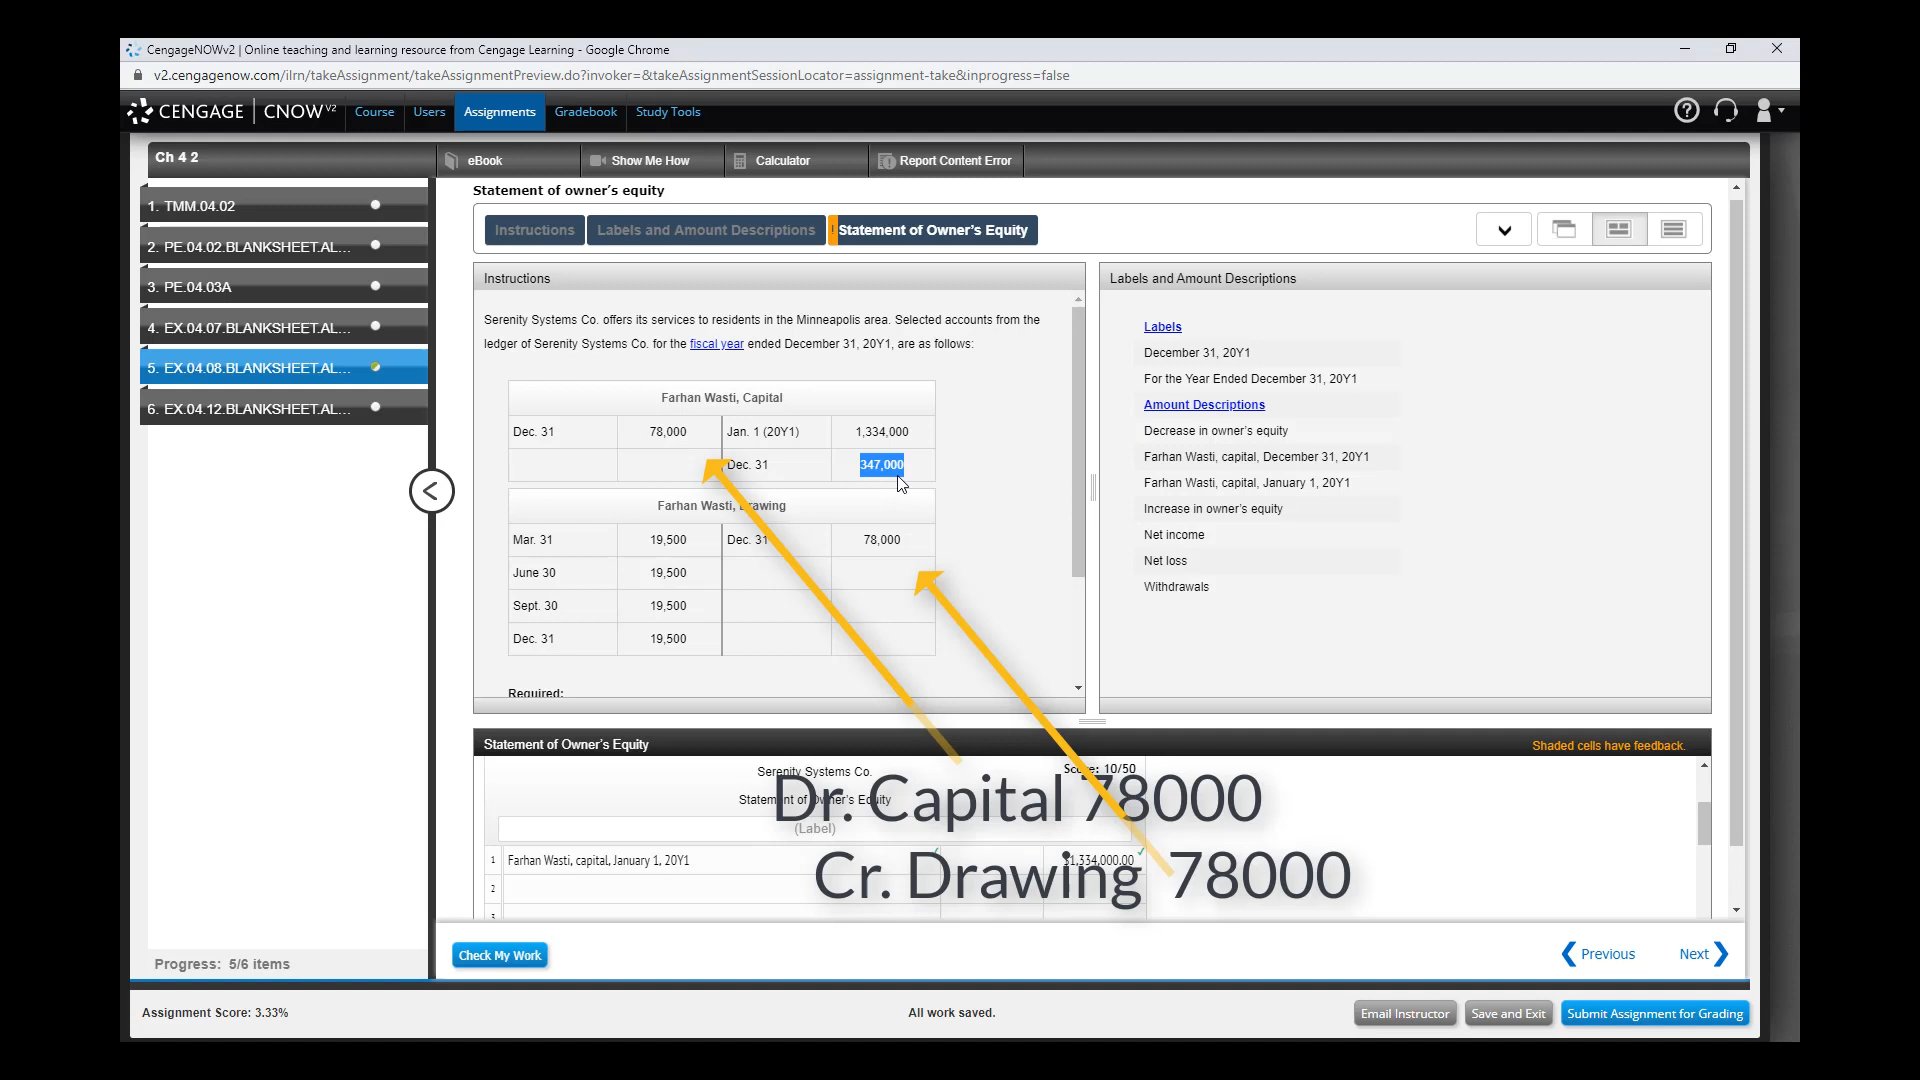 CengageNOWv2 | Online teaching and learning resource from Cengage Learning - Google Chrome
v2.cengagenow.com/ilrn/takeAssignment/takeAssignmentPreview.do?invoker=&takeAssignmentSessionLocator=assignment-take&inprogress=false
CENGAGE | CNOWv2 Course Users Assignments Gradebook Study Tools
Ch 4 2
eBook Show Me How Calculator Report Content Error
1. TMM.04.02
2. PE.04.02.BLANKSHEET.AL...
3. PE.04.03A
4. EX.04.07.BLANKSHEET.AL...
5. EX.04.08.BLANKSHEET.AL...
6. EX.04.12.BLANKSHEET.AL...
Progress: 5/6 items
Statement of owner's equity
Instructions Labels and Amount Descriptions ! Statement of Owner's Equity
Instructions
Serenity Systems Co. offers its services to residents in the Minneapolis area. Selected accounts from the
ledger of Serenity Systems Co. for the fiscal year ended December 31, 20Y1, are as follows:
Farhan Wasti, Capital
Dec. 31 78,000 Jan. 1 (20Y1) 1,334,000
Dec. 31 347,000
Farhan Wasti, Drawing
Mar. 31 19,500 Dec. 31 78,000
June 30 19,500
Sept. 30 19,500
Dec. 31 19,500
Required:
Labels and Amount Descriptions
Labels
December 31, 20Y1
For the Year Ended December 31, 20Y1
Amount Descriptions
Decrease in owner's equity
Farhan Wasti, capital, December 31, 20Y1
Farhan Wasti, capital, January 1, 20Y1
Increase in owner's equity
Net income
Net loss
Withdrawals
Statement of Owner's Equity Shaded cells have feedback.
Serenity Systems Co. Score: 10/50
Statement of Owner's Equity
(Label)
1 Farhan Wasti, capital, January 1, 20Y1 $1,334,000.00
2
3
Dr. Capital 78000
Cr. Drawing 78000
Check My Work Previous Next
Assignment Score: 3.33% All work saved. Email Instructor Save and Exit Submit Assignment for Grading